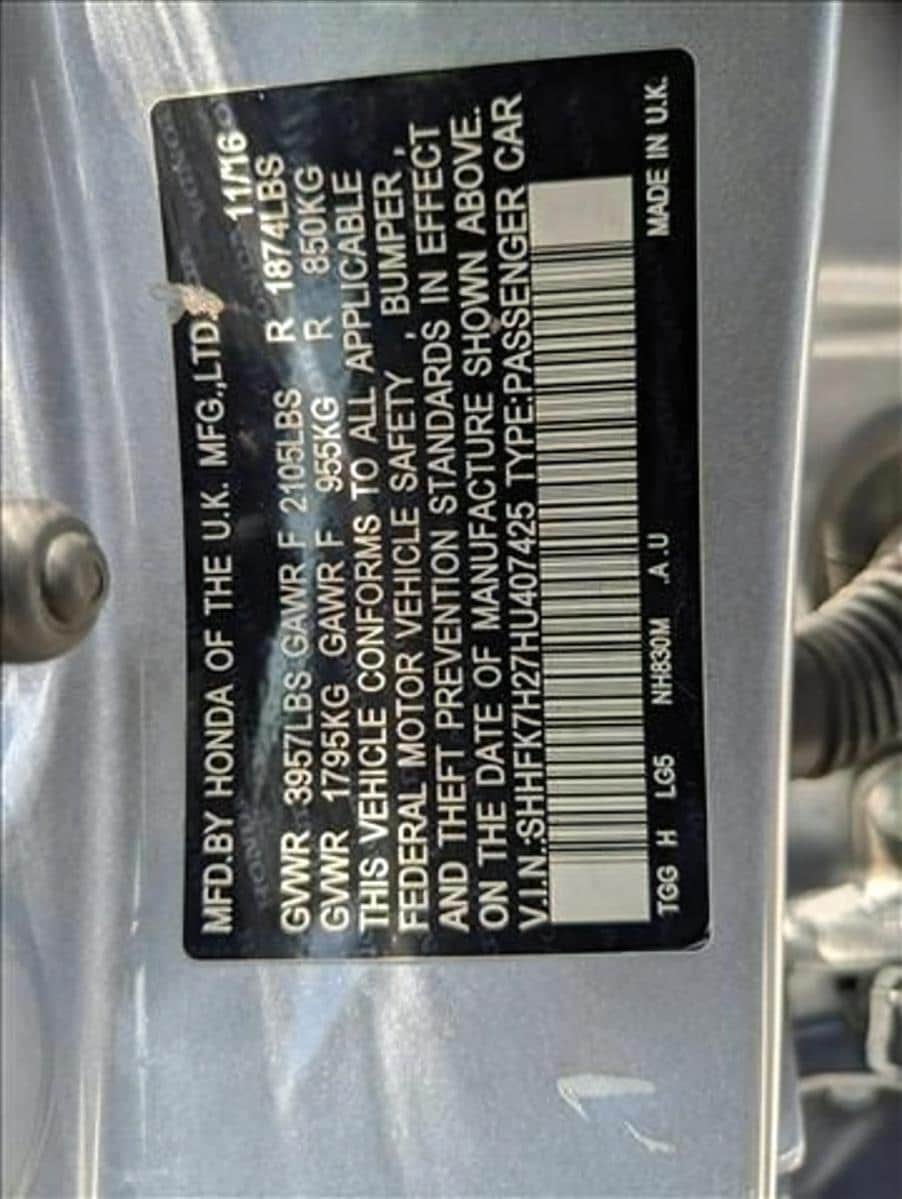 MFD.BY HONDA OF THE U.K. MFG.,LTD. 11/16
GVWR 3957LBS GAWR F 2105LBS R 1874LBS
GVWR 1795KG GAWR F 955KG R 850KG
THIS VEHICLE CONFORMS TO ALL APPLICABLE
FEDERAL MOTOR VEHICLE SAFETY , BUMPER ,
AND THEFT PREVENTION STANDARDS IN EFFECT
ON THE DATE OF MANUFACTURE SHOWN ABOVE.
V.I.N.:SHHFK7H27HU407425 TYPE:PASSENGER CAR
TGG H LG5 NH830M .A .U MADE IN U.K.